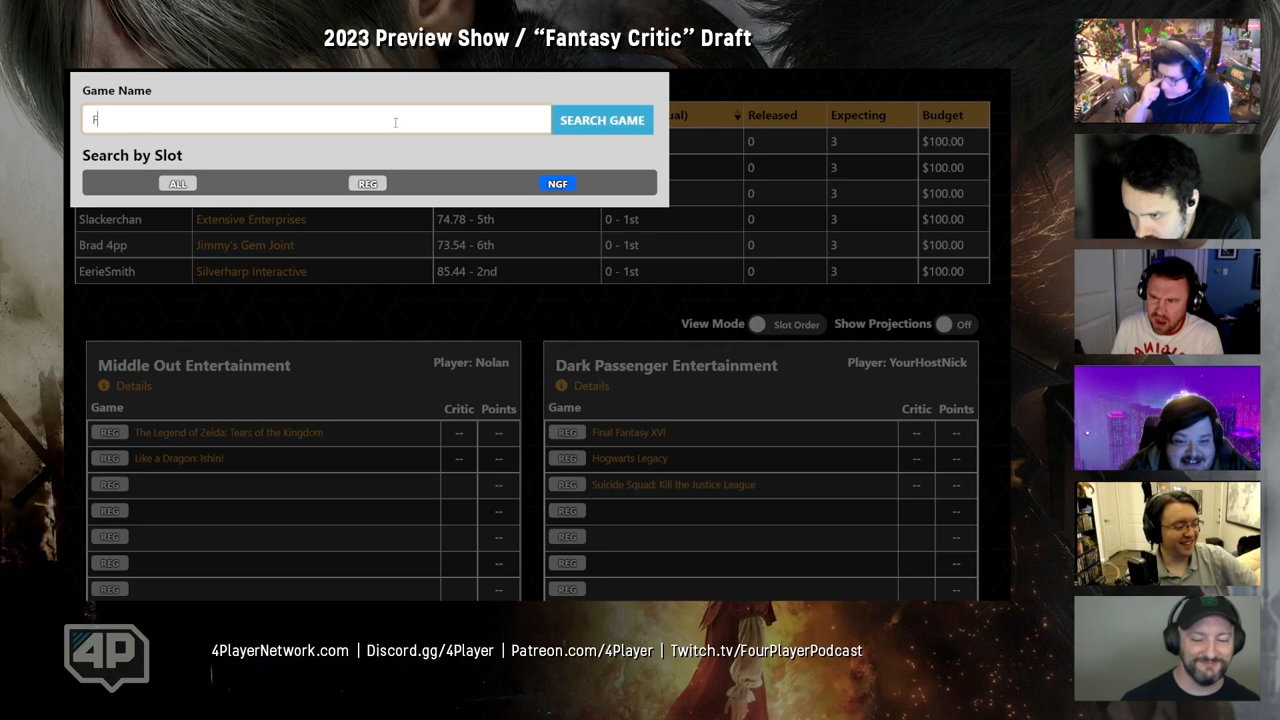 2023 Preview Show / “Fantasy Critic” Draft
Game Name
F
SEARCH GAME
Search by Slot
ALL REG NGF
ual) Released Expecting Budget
0 3 $100.00
0 3 $100.00
0 3 $100.00
Slackerchan Extensive Enterprises 74.78 - 5th 0 - 1st 0 3 $100.00
Brad 4pp Jimmy's Gem Joint 73.54 - 6th 0 - 1st 0 3 $100.00
EerieSmith Silverharp Interactive 85.44 - 2nd 0 - 1st 0 3 $100.00
View Mode Slot Order Show Projections Off
Middle Out Entertainment Player: Nolan
Details
Game Critic Points
REG The Legend of Zelda: Tears of the Kingdom -- --
REG Like a Dragon: Ishin! -- --
REG --
REG --
REG --
REG --
REG --
Dark Passenger Entertainment Player: YourHostNick
Details
Game Critic Points
REG Final Fantasy XVI -- --
REG Hogwarts Legacy -- --
REG Suicide Squad: Kill the Justice League -- --
REG --
REG --
REG --
REG --
4P
4PlayerNetwork.com | Discord.gg/4Player | Patreon.com/4Player | Twitch.tv/FourPlayerPodcast